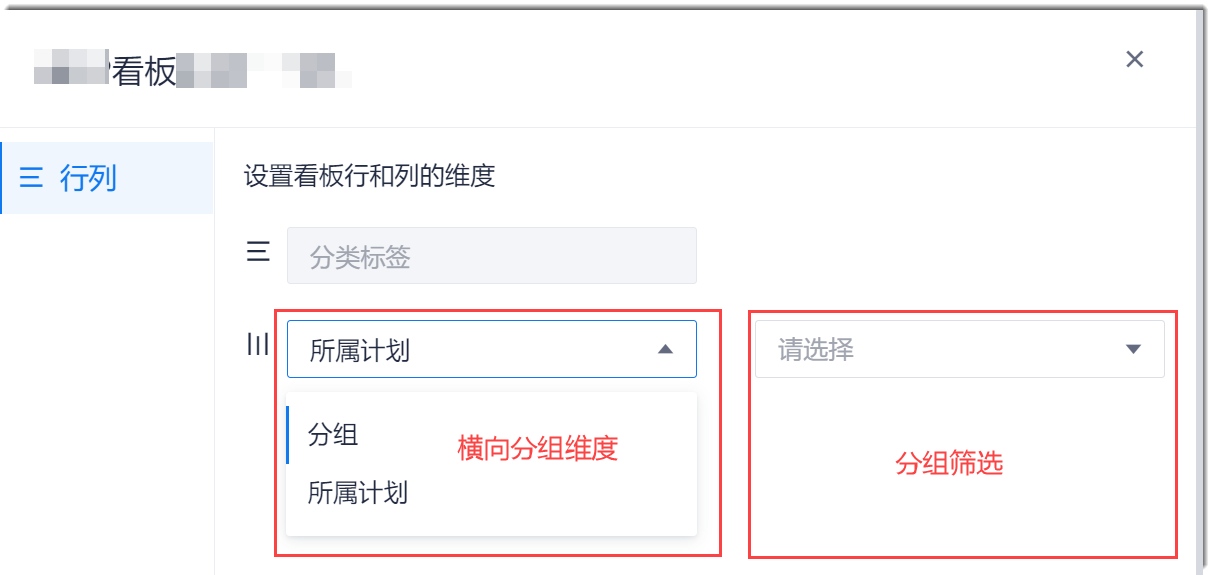 看板
行列
设置看板行和列的维度
分类标签
所属计划
请选择
分组
横向分组维度
所属计划
分组筛选